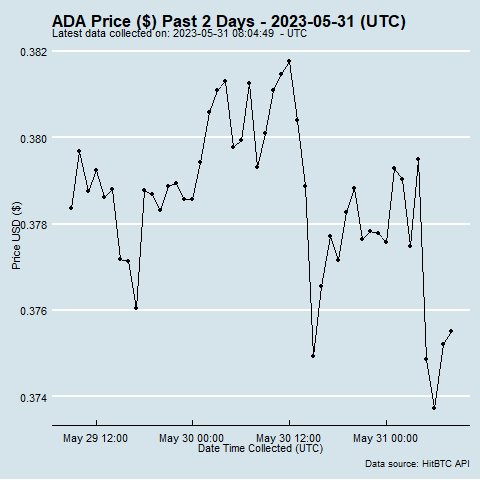 ADA Price ($) Past 2 Days - 2023-05-31 (UTC)
Latest data collected on: 2023-05-31 08:04:49 - UTC
0.382
0.380
0.378
0.376
0.374
Price USD ($)
May 29 12:00 May 30 00:00 May 30 12:00 May 31 00:00
Date Time Collected (UTC)
Data source: HitBTC API